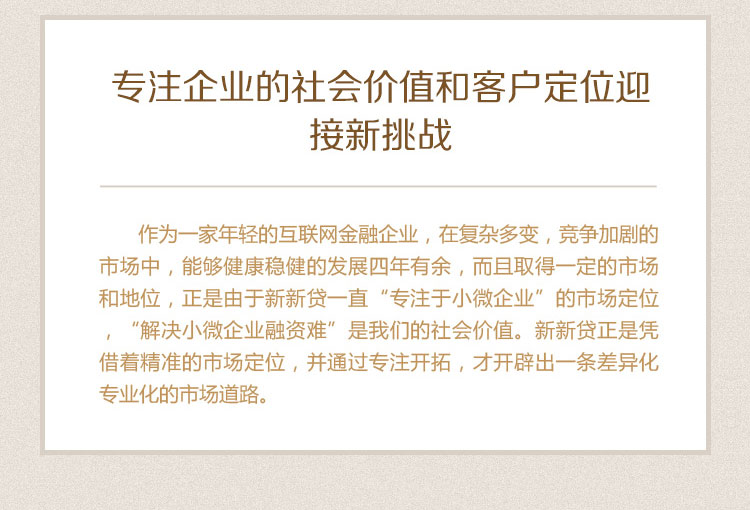 专注企业的社会价值和客户定位迎
接新挑战
作为一家年轻的互联网金融企业，在复杂多变，竞争加剧的
市场中，能够健康稳健的发展四年有余，而且取得一定的市场
和地位，正是由于新新贷一直“专注于小微企业”的市场定位
，“解决小微企业融资难”是我们的社会价值。新新贷正是凭
借着精准的市场定位，并通过专注开拓，才开辟出一条差异化
专业化的市场道路。